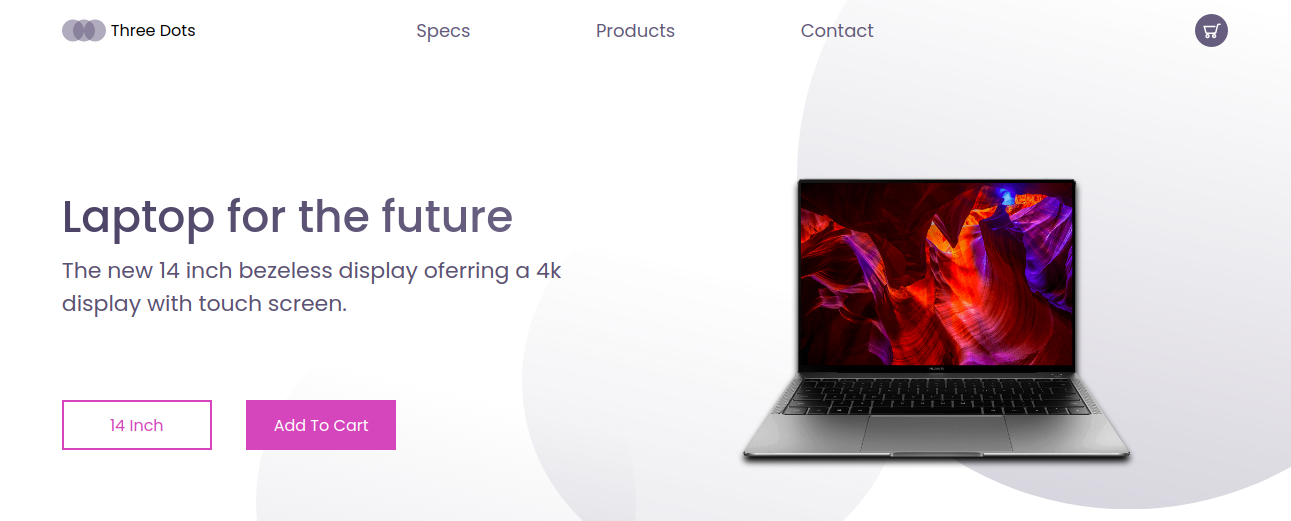 Three Dots
Specs
Products
Contact
Laptop for the future
The new 14 inch bezeless display oferring a 4k
display with touch screen.
14 Inch
Add To Cart